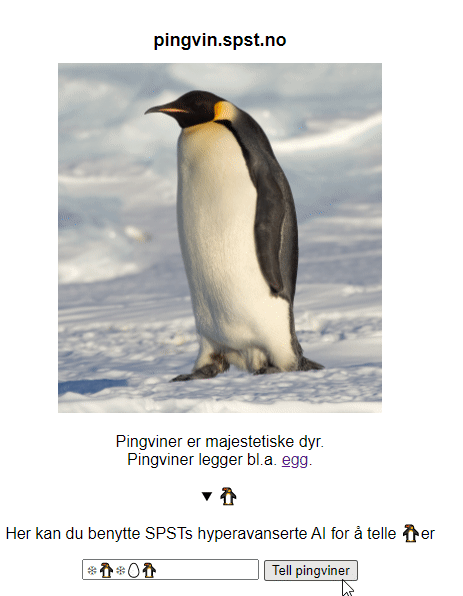 pingvin.spst.no
Pingviner er majestetiske dyr.
Pingviner legger bl.a. egg.
▼ 🐧
Her kan du benytte SPSTs hyperavanserte AI for å telle 🐧er
❄🐧❄🥚🐧 Tell pingviner